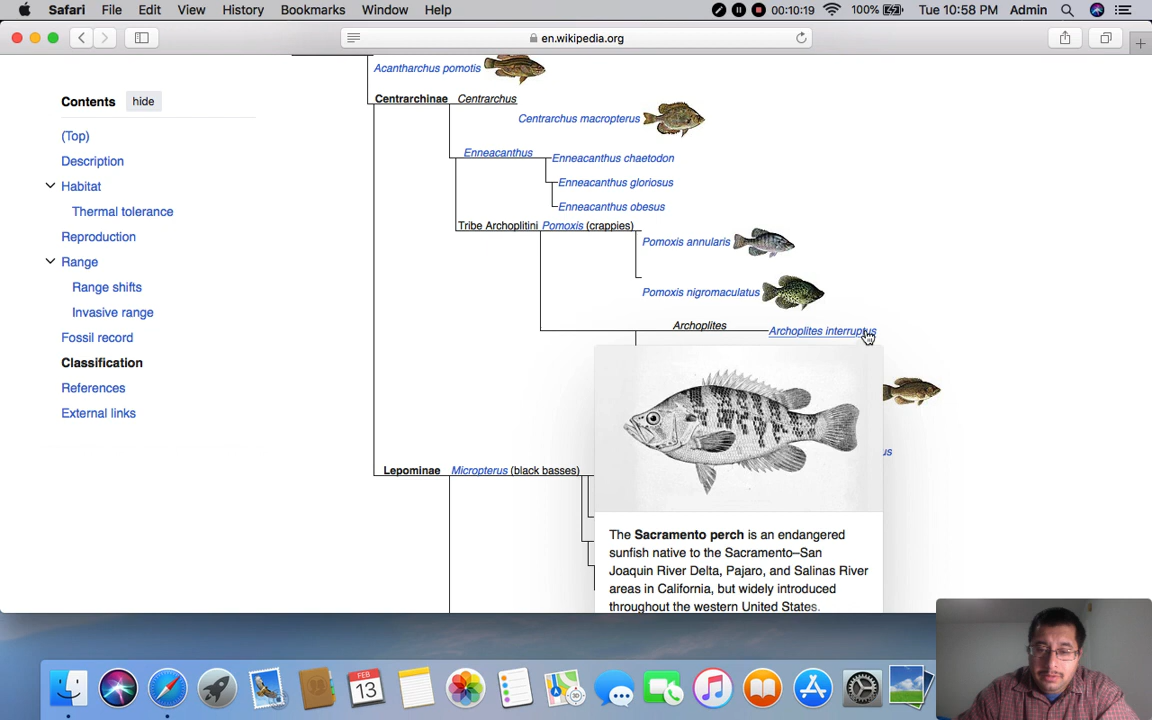 Safari File Edit View History Bookmarks Window Help 00:10:19 100% Tue 10:58 PM Admin
en.wikipedia.org
Contents hide
(Top)
Description
Habitat
Thermal tolerance
Reproduction
Range
Range shifts
Invasive range
Fossil record
Classification
References
External links
Acantharchus pomotis
Centrarchinae Centrarchus
Centrarchus macropterus
Enneacanthus
Enneacanthus chaetodon
Enneacanthus gloriosus
Enneacanthus obesus
Tribe Archoplitini Pomoxis (crappies)
Pomoxis annularis
Pomoxis nigromaculatus
Archoplites
Archoplites interruptus
us
Lepominae Micropterus (black basses)
The Sacramento perch is an endangered
sunfish native to the Sacramento–San
Joaquin River Delta, Pajaro, and Salinas River
areas in California, but widely introduced
throughout the western United States.
FEB
13